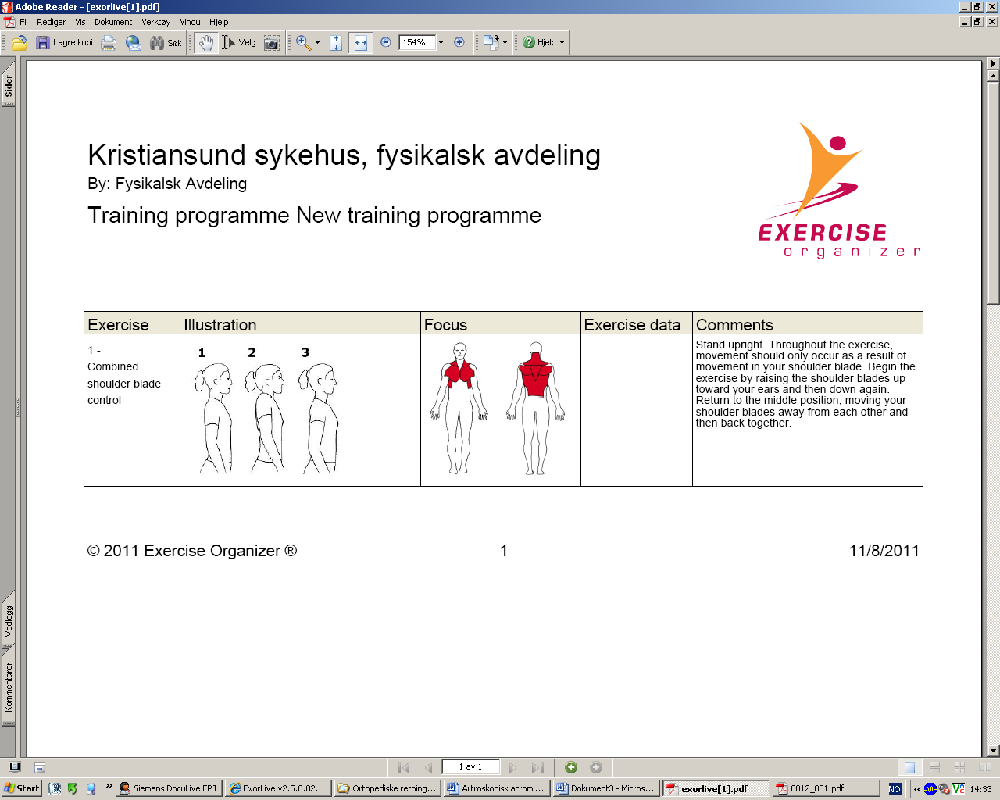 Adobe Reader - [exorlive[1].pdf]
Fil Rediger Vis Dokument Verktøy Vindu Hjelp
Lagre kopi Søk Velg 154% Hjelp
Sider
Kristiansund sykehus, fysikalsk avdeling
By: Fysikalsk Avdeling
Training programme New training programme
EXERCISE
organizer
Exercise Illustration Focus Exercise data Comments
1 -
Combined
shoulder blade
control
1 2 3
Stand upright. Throughout the exercise,
movement should only occur as a result of
movement in your shoulder blade. Begin the
exercise by raising the shoulder blades up
toward your ears and then down again.
Return to the middle position, moving your
shoulder blades away from each other and
then back together.
© 2011 Exercise Organizer ® 1 11/8/2011
Vedlegg
Kommentarer
1 av 1
Start » Siemens DocuLive EPJ ExorLive v2.5.0.82... Ortopediske retning... Artroskopisk acromi... Dokument3 - Micros... exorlive[1].pdf 0012_001.pdf NO « 14:33